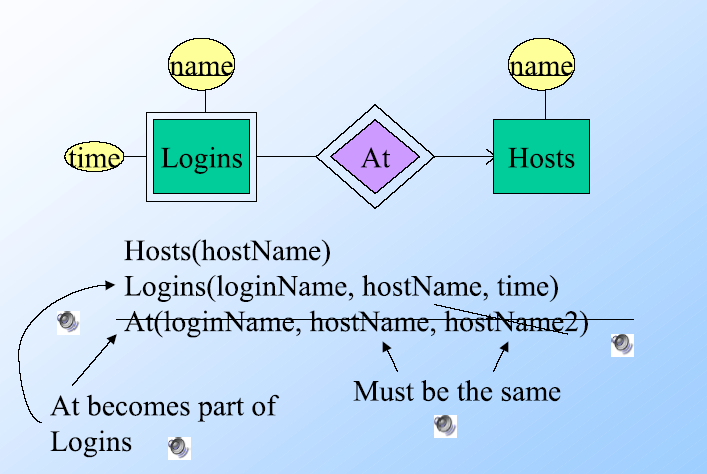 name
name
time
Logins
At
Hosts
Hosts(hostName)
Logins(loginName, hostName, time)
At(loginName, hostName, hostName2)
Must be the same
At becomes part of
Logins